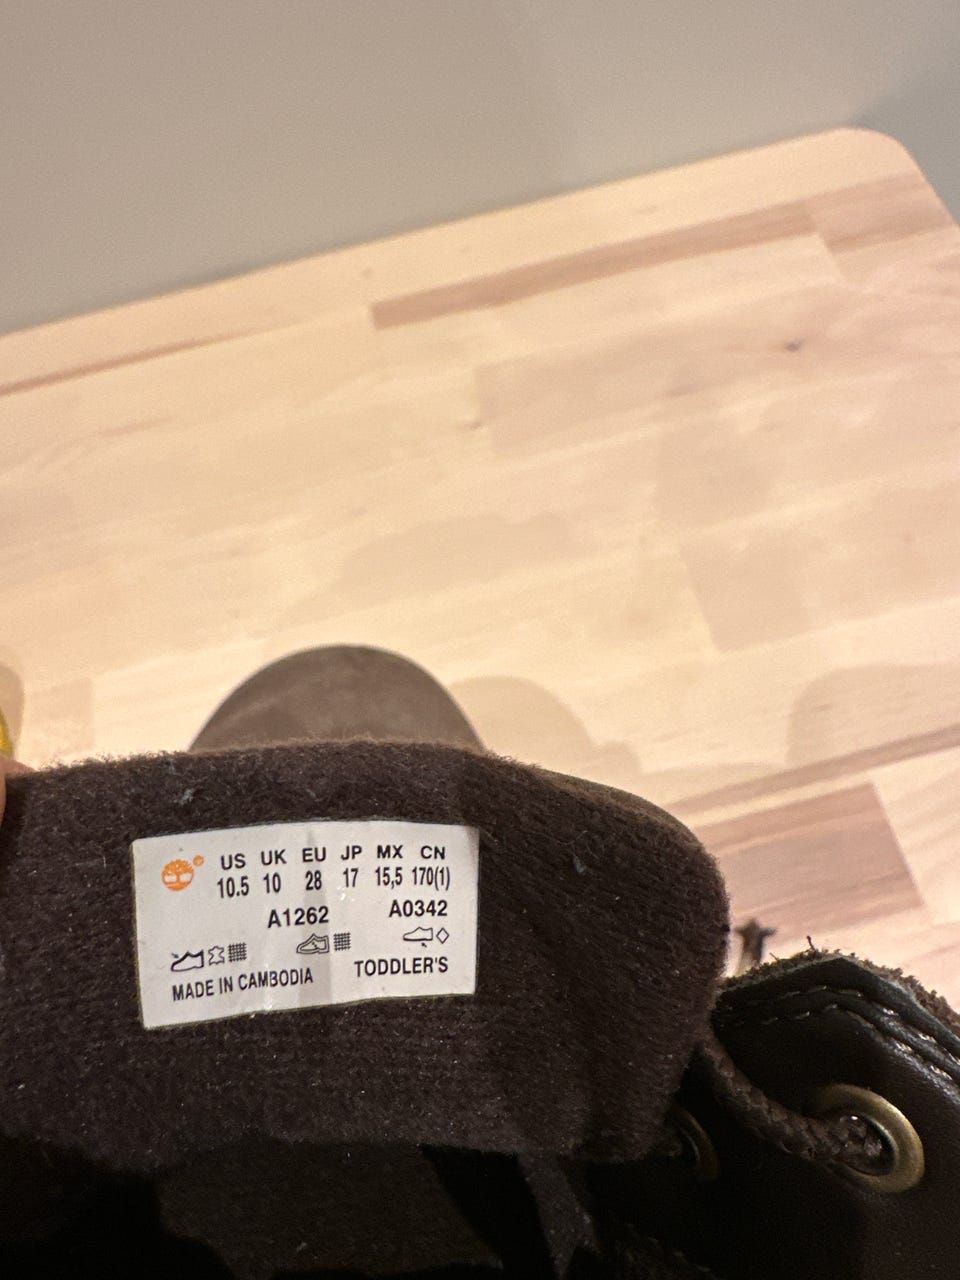 US UK EU JP MX CN
10.5 10 28 17 15,5 170(1)
A1262 A0342
MADE IN CAMBODIA TODDLER'S